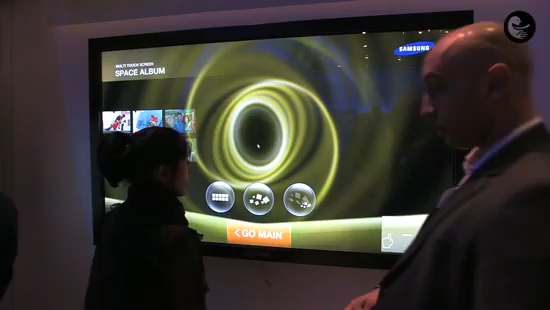 MULTI TOUCH SCREEN
SPACE ALBUM
SAMSUNG
< GO MAIN